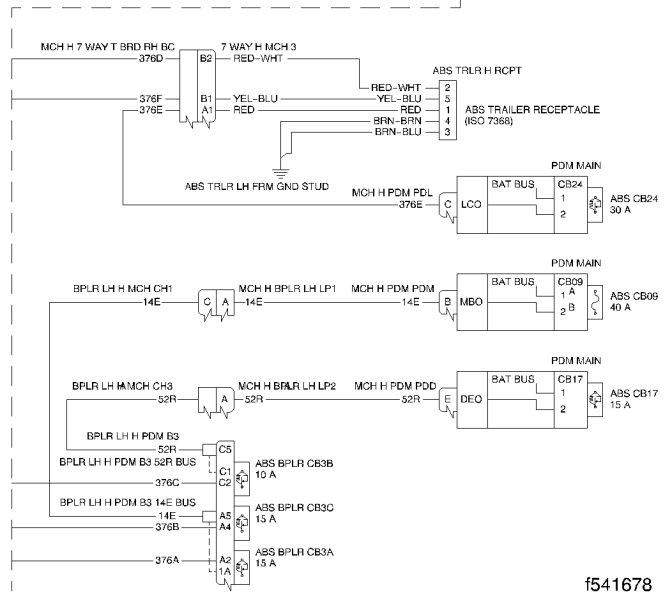 MCH H 7 WAY T BRD RH BC 7 WAY H MCH 3
376D B2 RED-WHT
ABS TRLR H RCPT
RED-WHT 2
376F B1 YEL-BLU YEL-BLU 5
376E A1 RED RED 1 ABS TRAILER RECEPTACLE
BRN-BRN 4 (ISO 7368)
BRN-BLU 3
ABS TRLR LH FRM GND STUD
PDM MAIN
MCH H PDM PDL BAT BUS CB24
376E C LCO 1 ABS CB24
2 30 A
PDM MAIN
BPLR LH H MCH CH1 MCH H BPLR LH LP1 MCH H PDM PDM BAT BUS CB09
14E C A 14E 14E B MBO 1 A ABS CB09
2 B 40 A
PDM MAIN
BPLR LH H MCH CH3 MCH H BPLR LH LP2 MCH H PDM PDD BAT BUS CB17
52R A 52R 52R E DEO 1 ABS CB17
2 15 A
BPLR LH H PDM B3
52R C5
BPLR LH H PDM B3 52R BUS C1 ABS BPLR CB3B
376C C2 10 A
BPLR LH H PDM B3 14E BUS
14E A5 ABS BPLR CB3C
376B A4 15 A
376A A2 ABS BPLR CB3A
1A 15 A
f541678